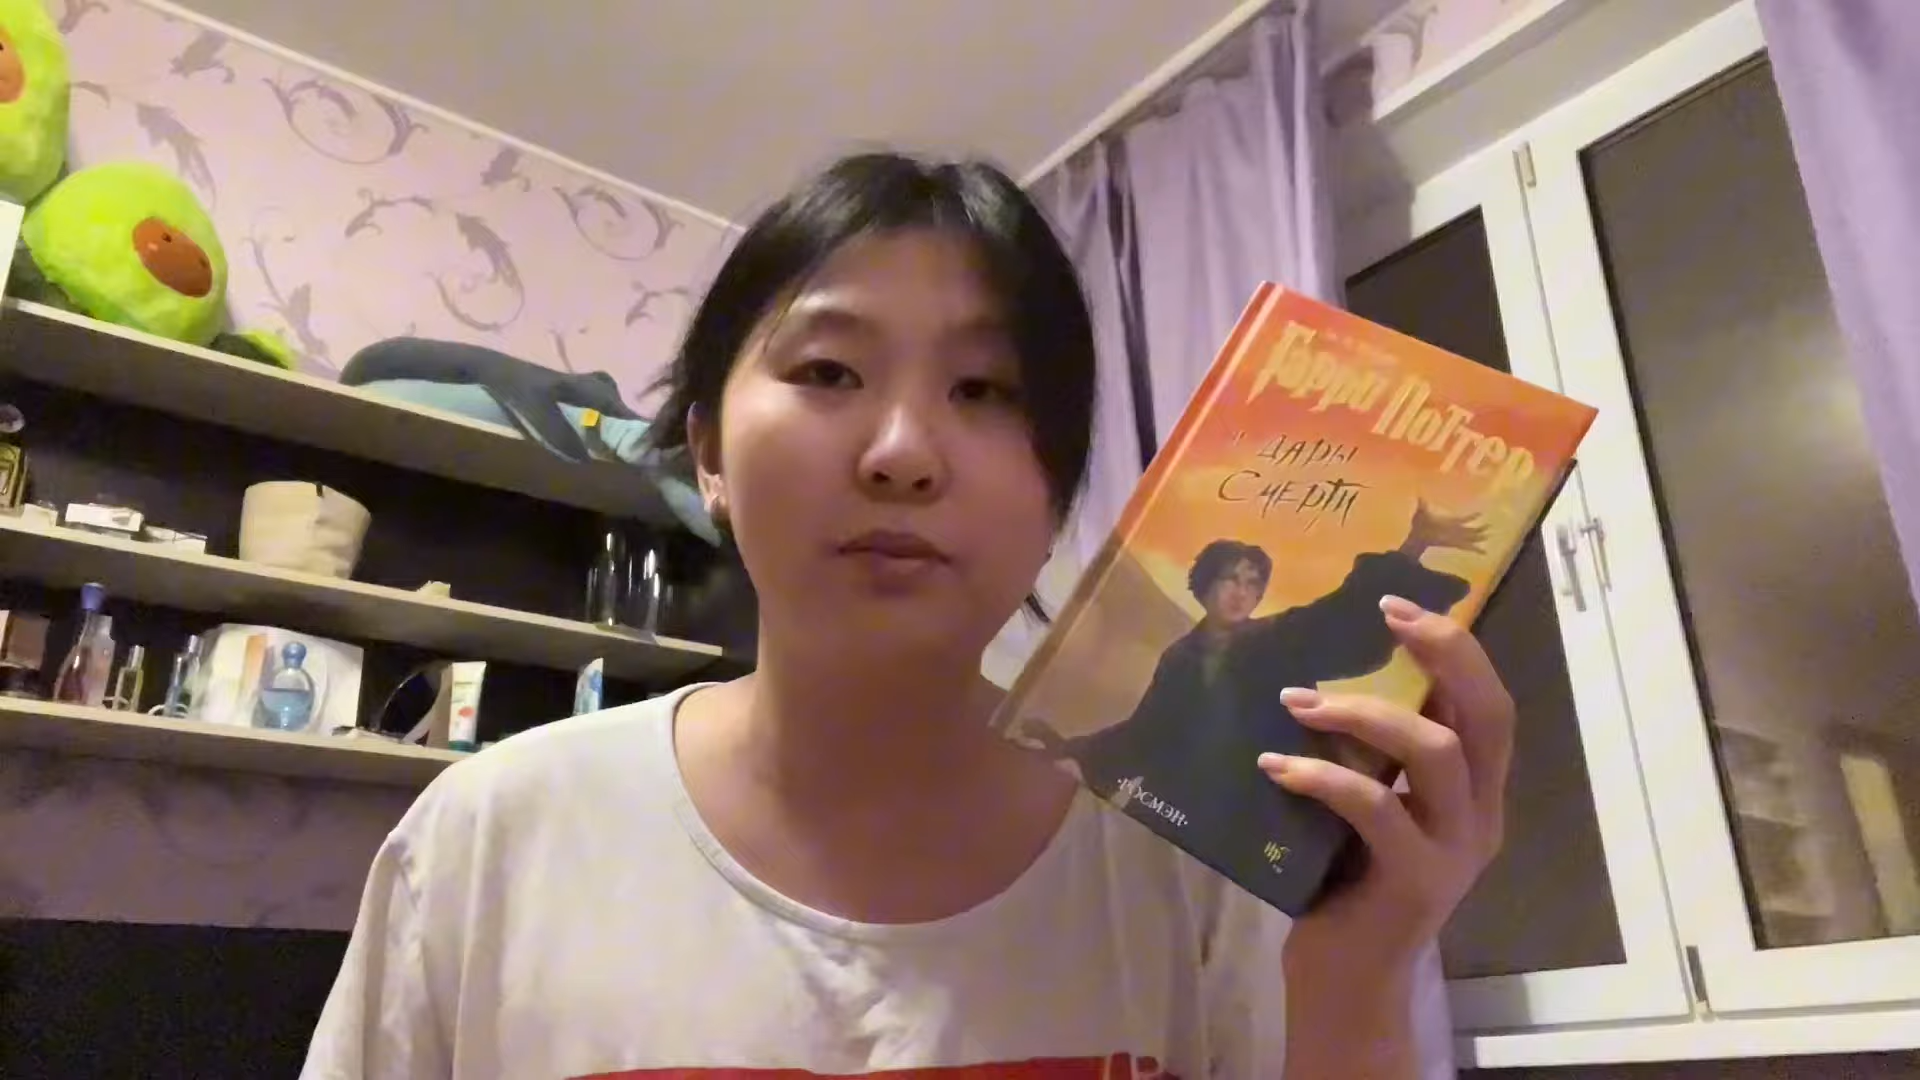 Гарри Поттер
и дары
Смерти
·РОСМЭН·